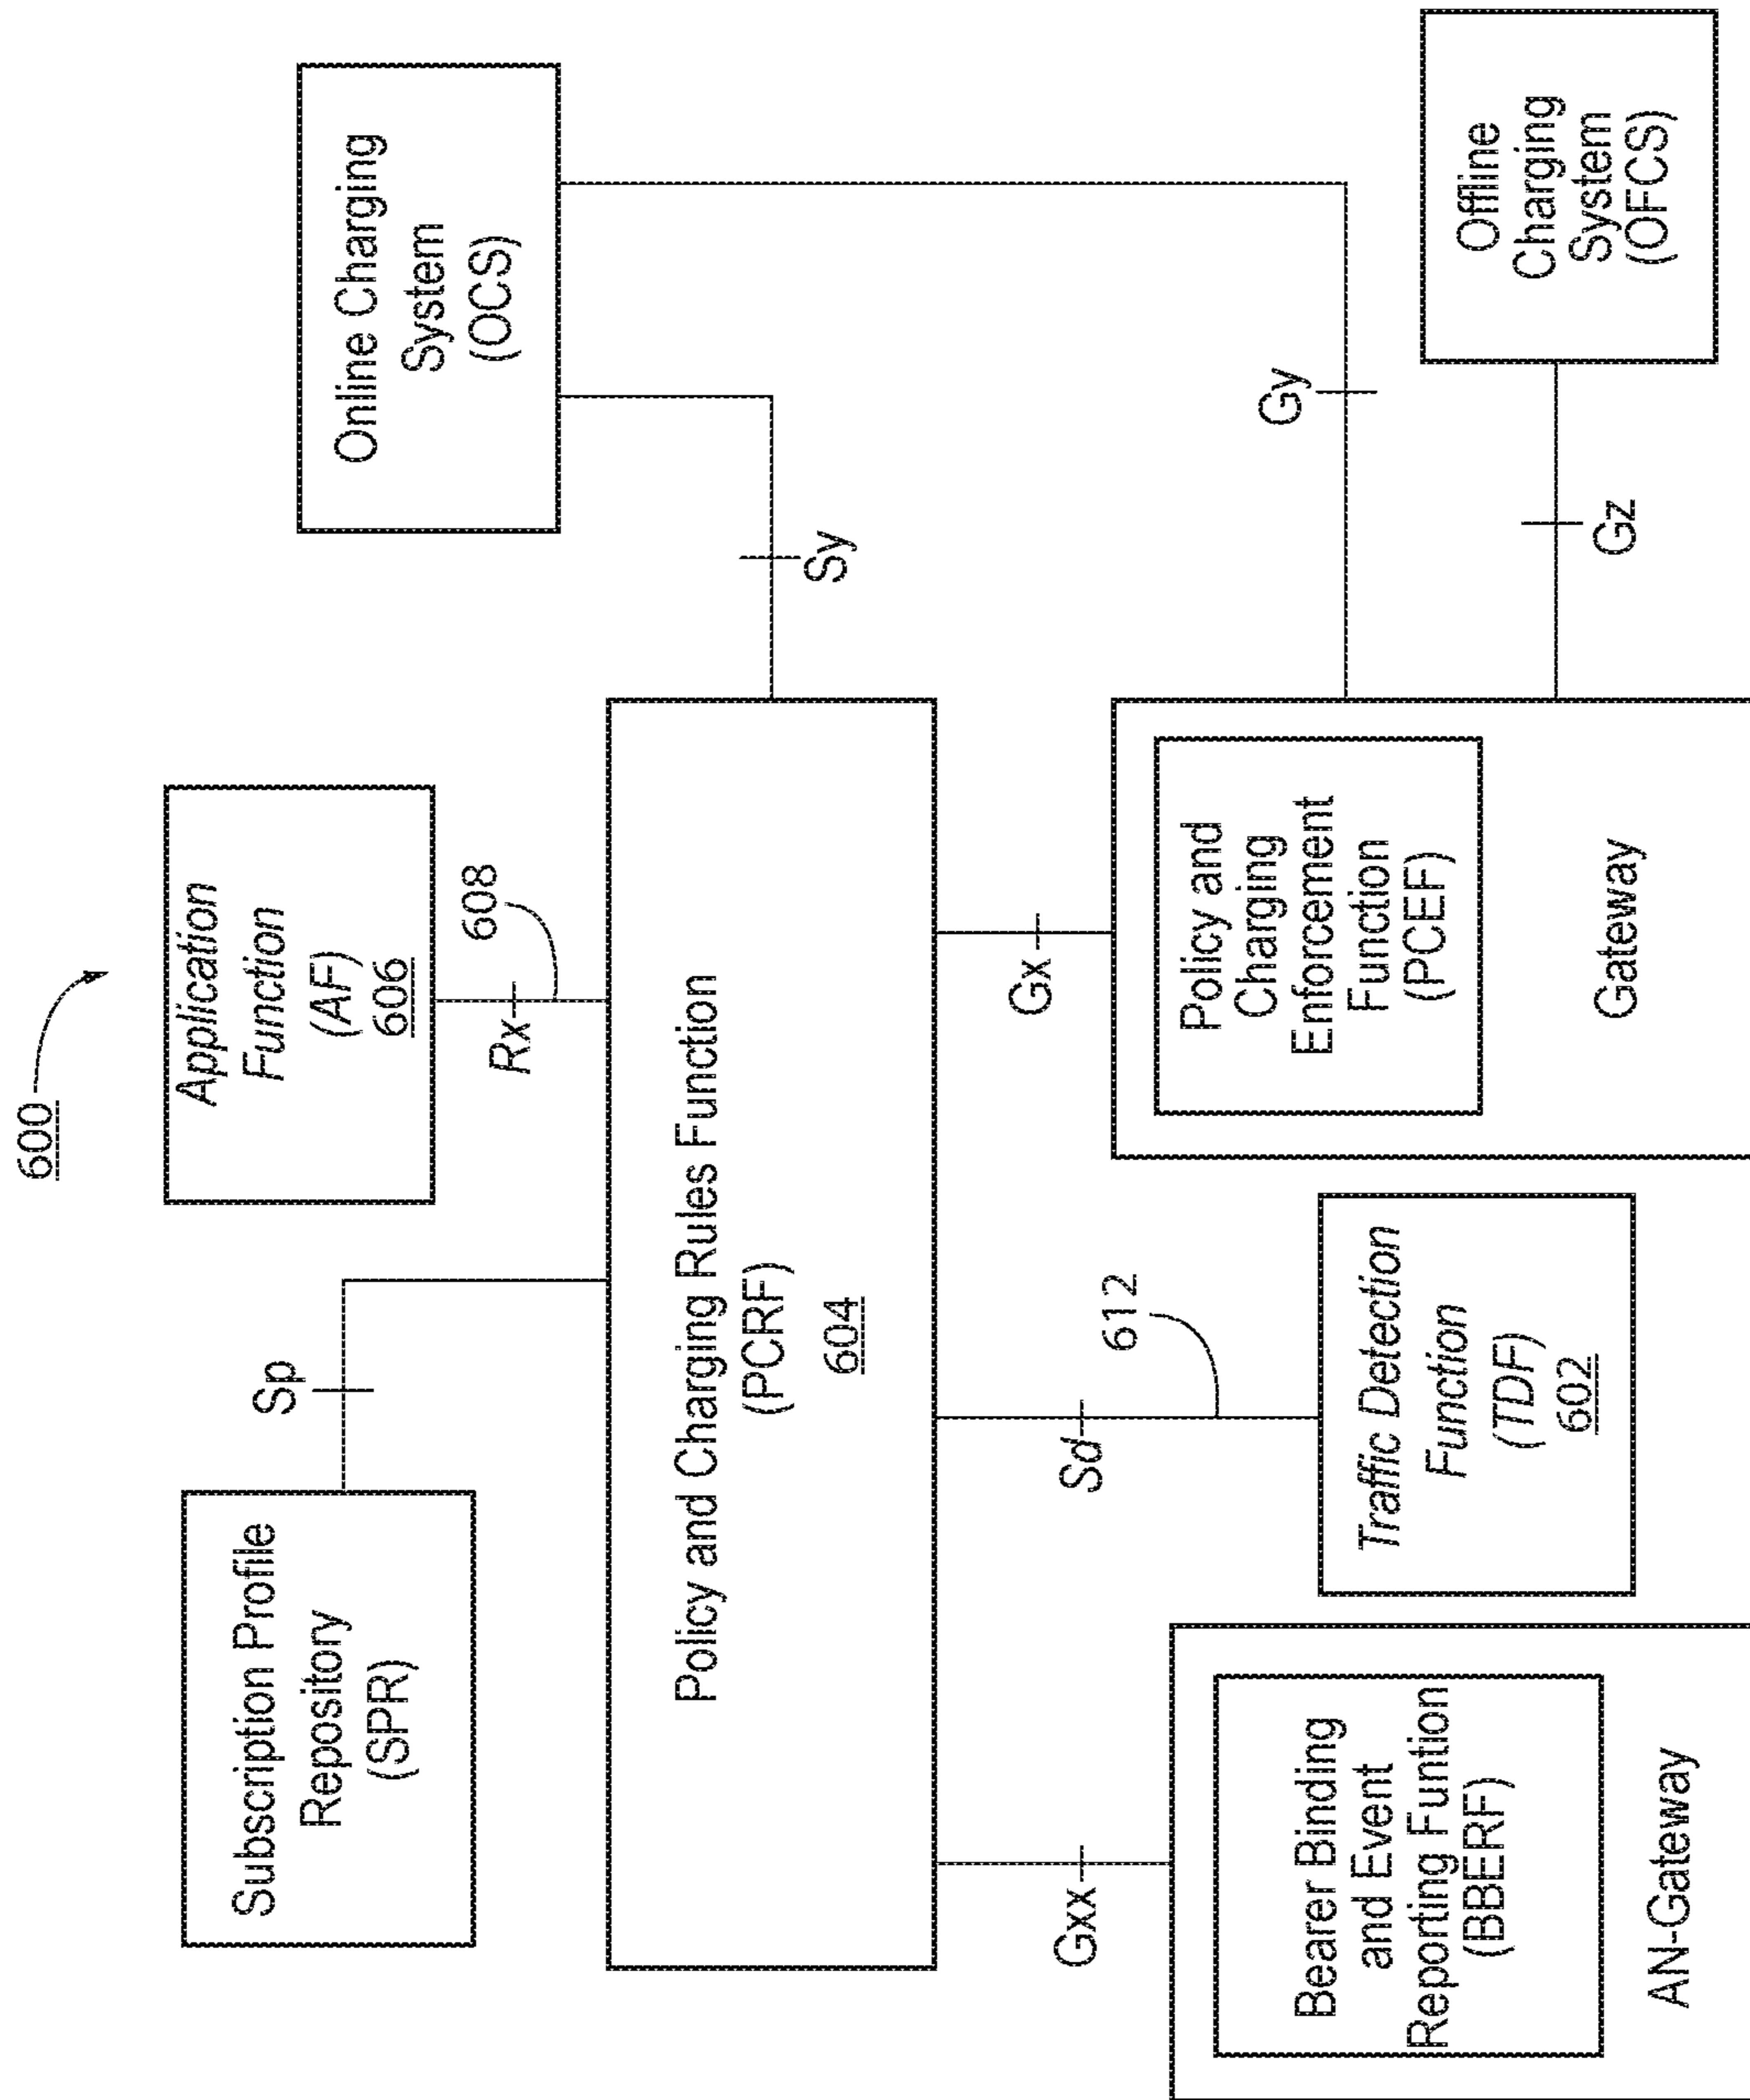 600
Subscription Profile
Repository
(SPR)
Sp
Application
Function
(AF)
606
Rx
608
Online Charging
System
(OCS)
Sy
Policy and Charging Rules Function
(PCRF)
604
Gxx
Sd
612
Gx
Gy
Gz
Bearer Binding
and Event
Reporting Funtion
(BBERF)
AN-Gateway
Traffic Detection
Function
(TDF)
602
Policy and
Charging
Enforcement
Function
(PCEF)
Gateway
Offline
Charging
System
(OFCS)